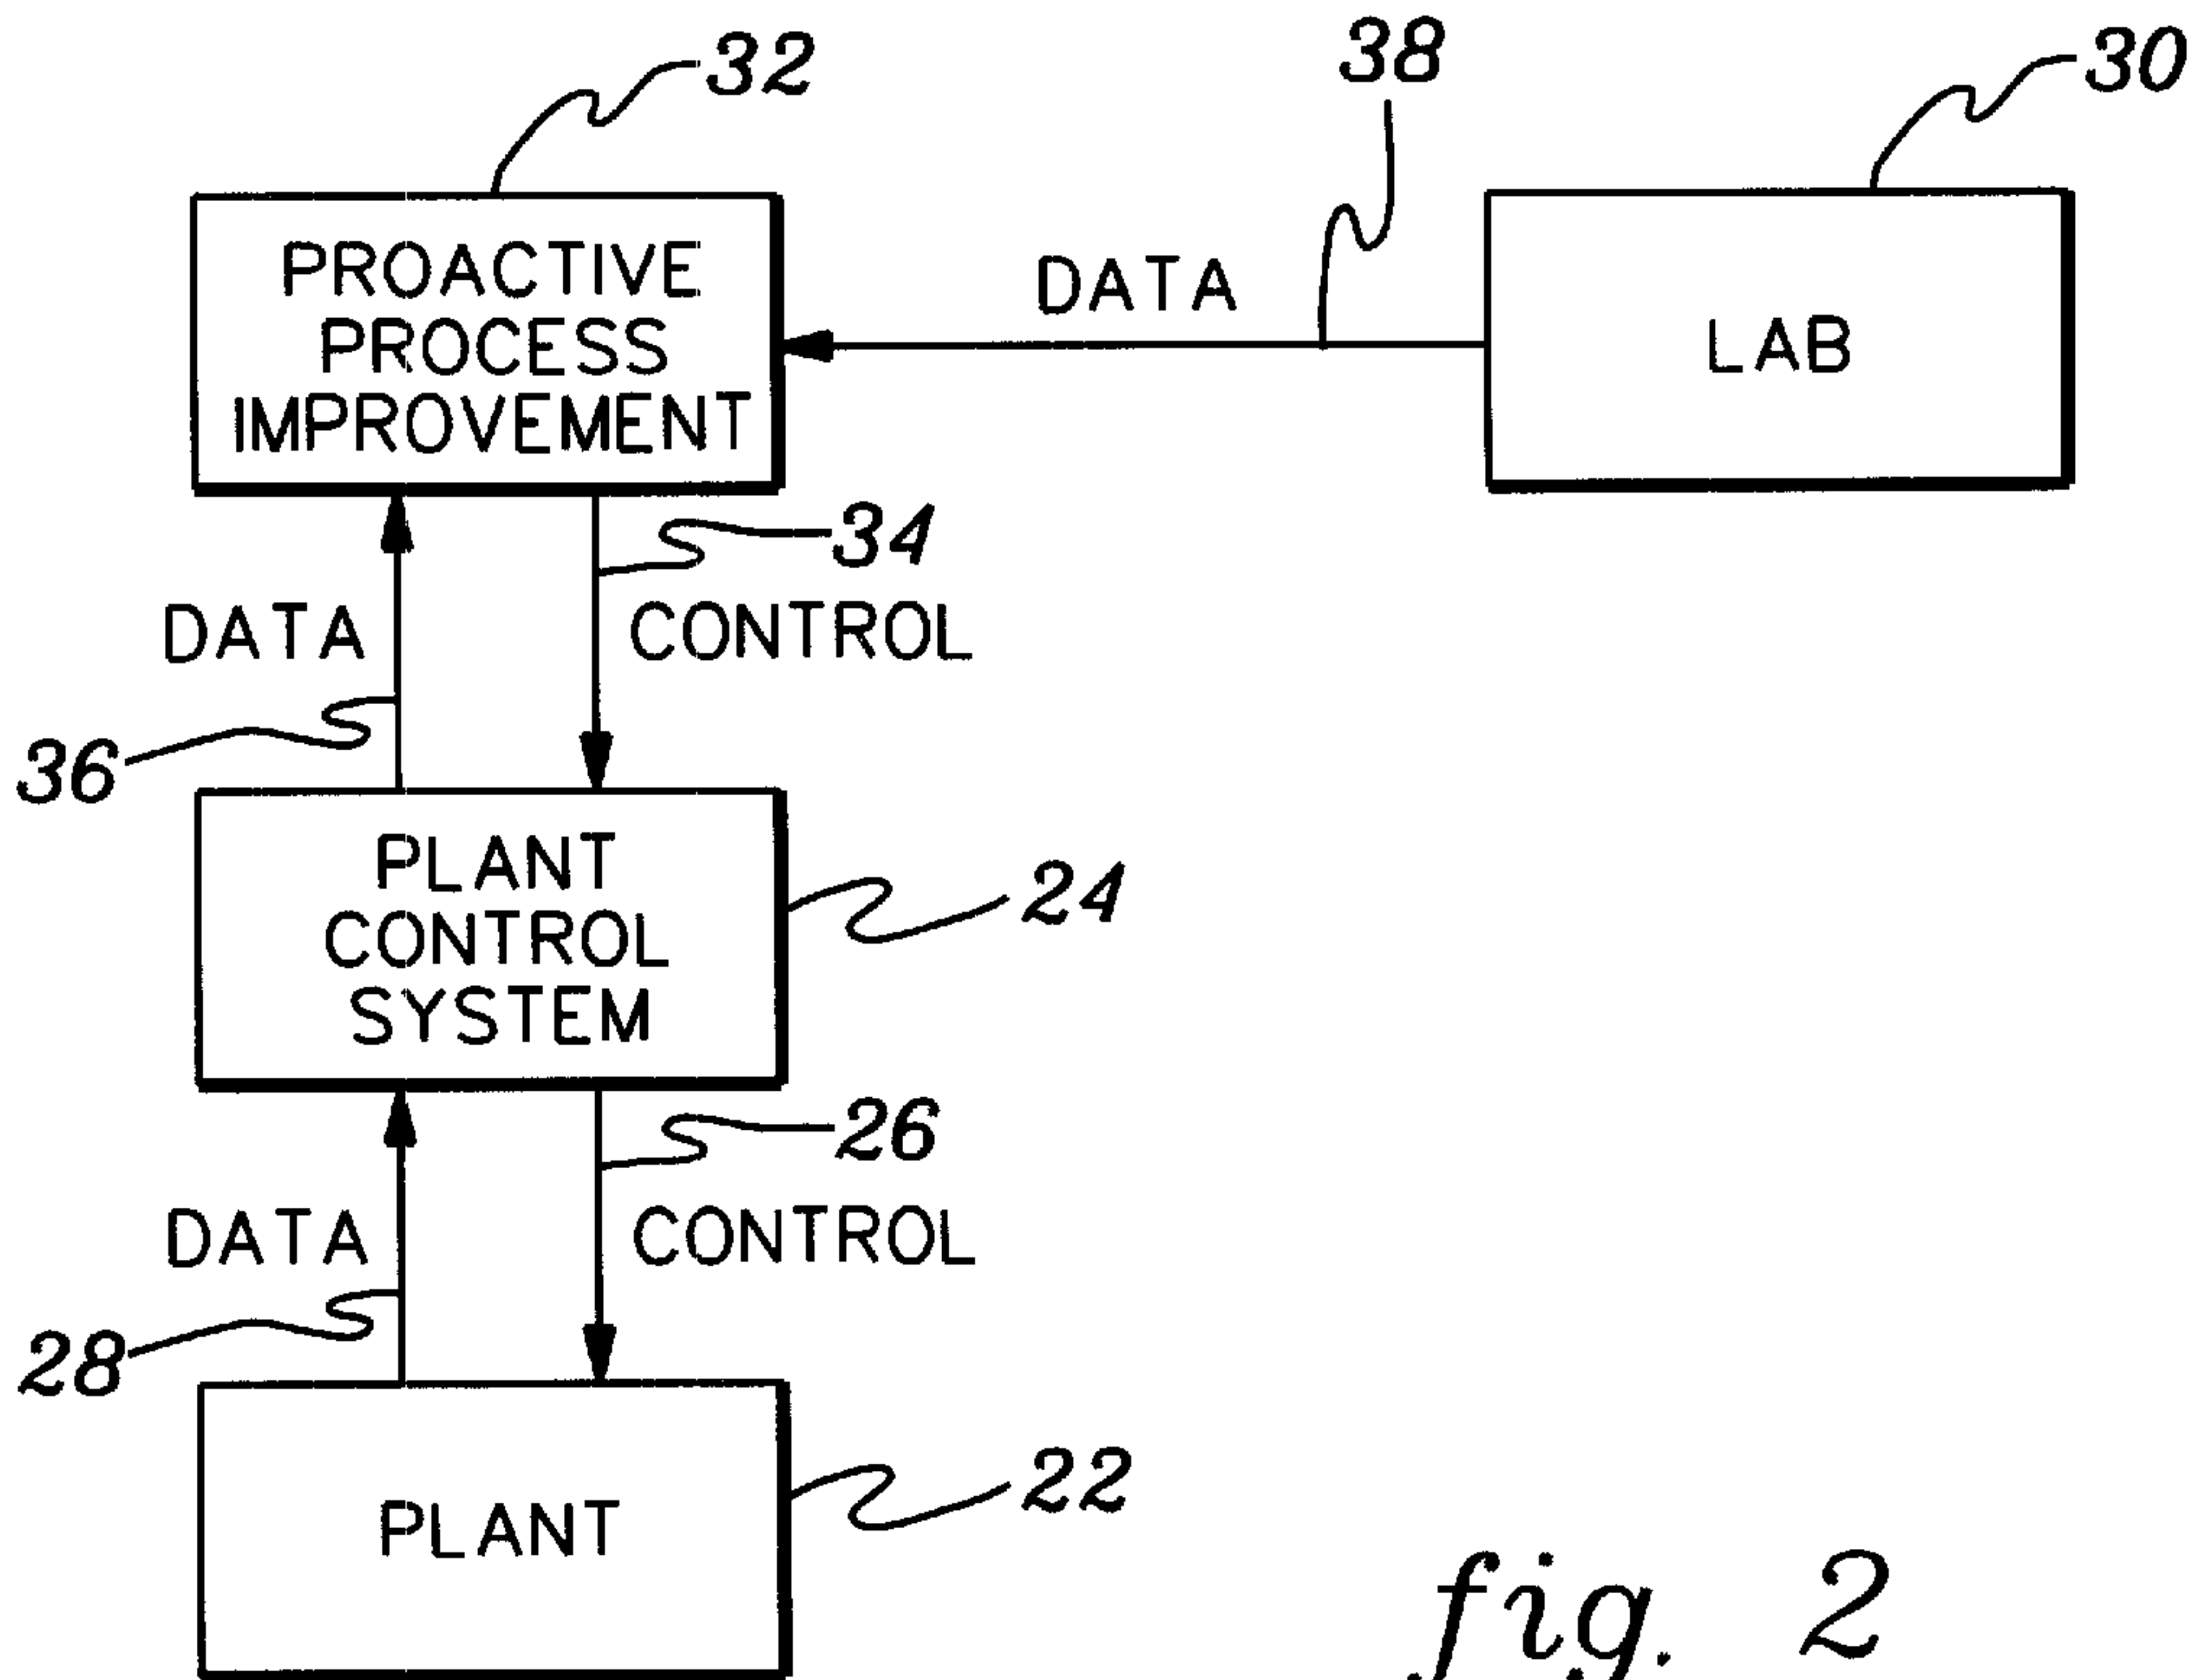 32
38
30
PROACTIVE
PROCESS
IMPROVEMENT
DATA
LAB
34
DATA
CONTROL
36
PLANT
CONTROL
SYSTEM
24
26
DATA
CONTROL
28
22
PLANT
fig. 2